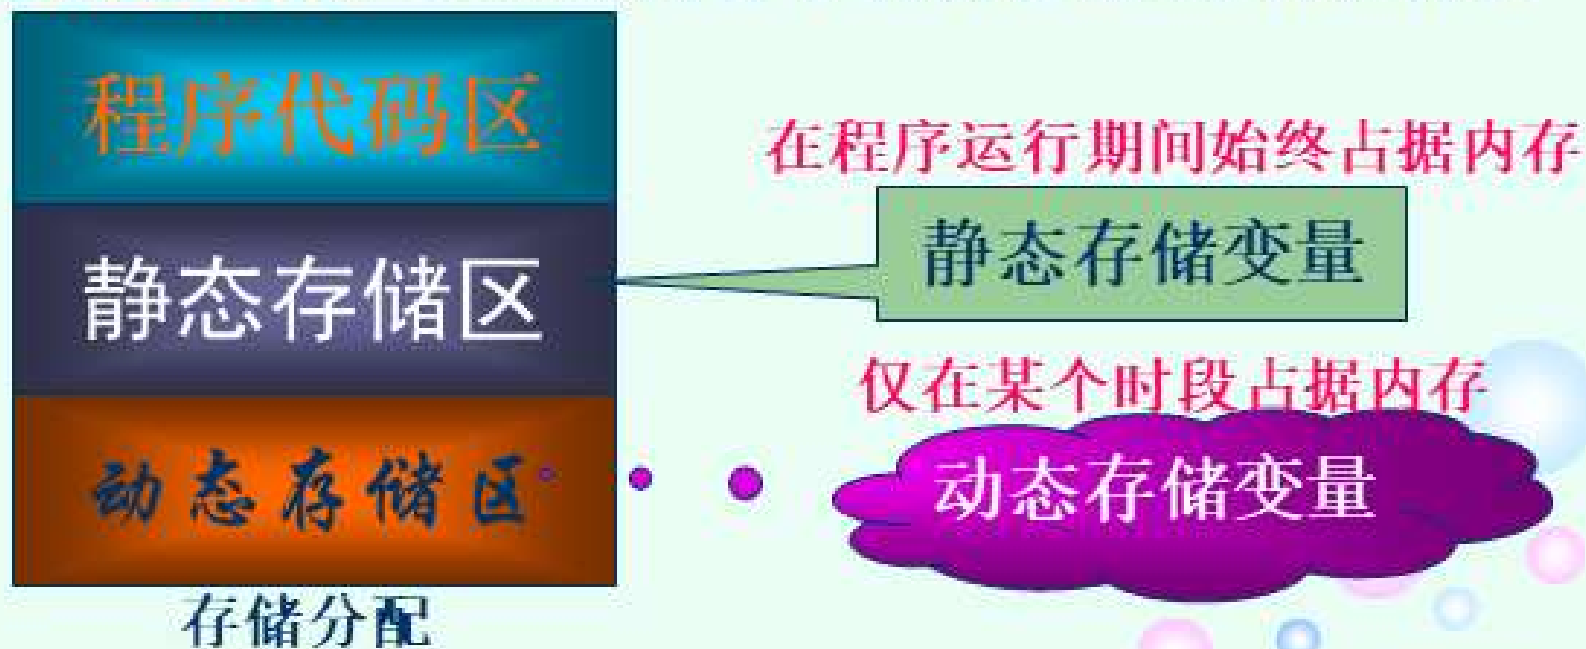 程序代码区
在程序运行期间始终占据内存
静态存储变量
静态存储区
仅在某个时段占据内存
动态存储变量
动态存储区
存储分配